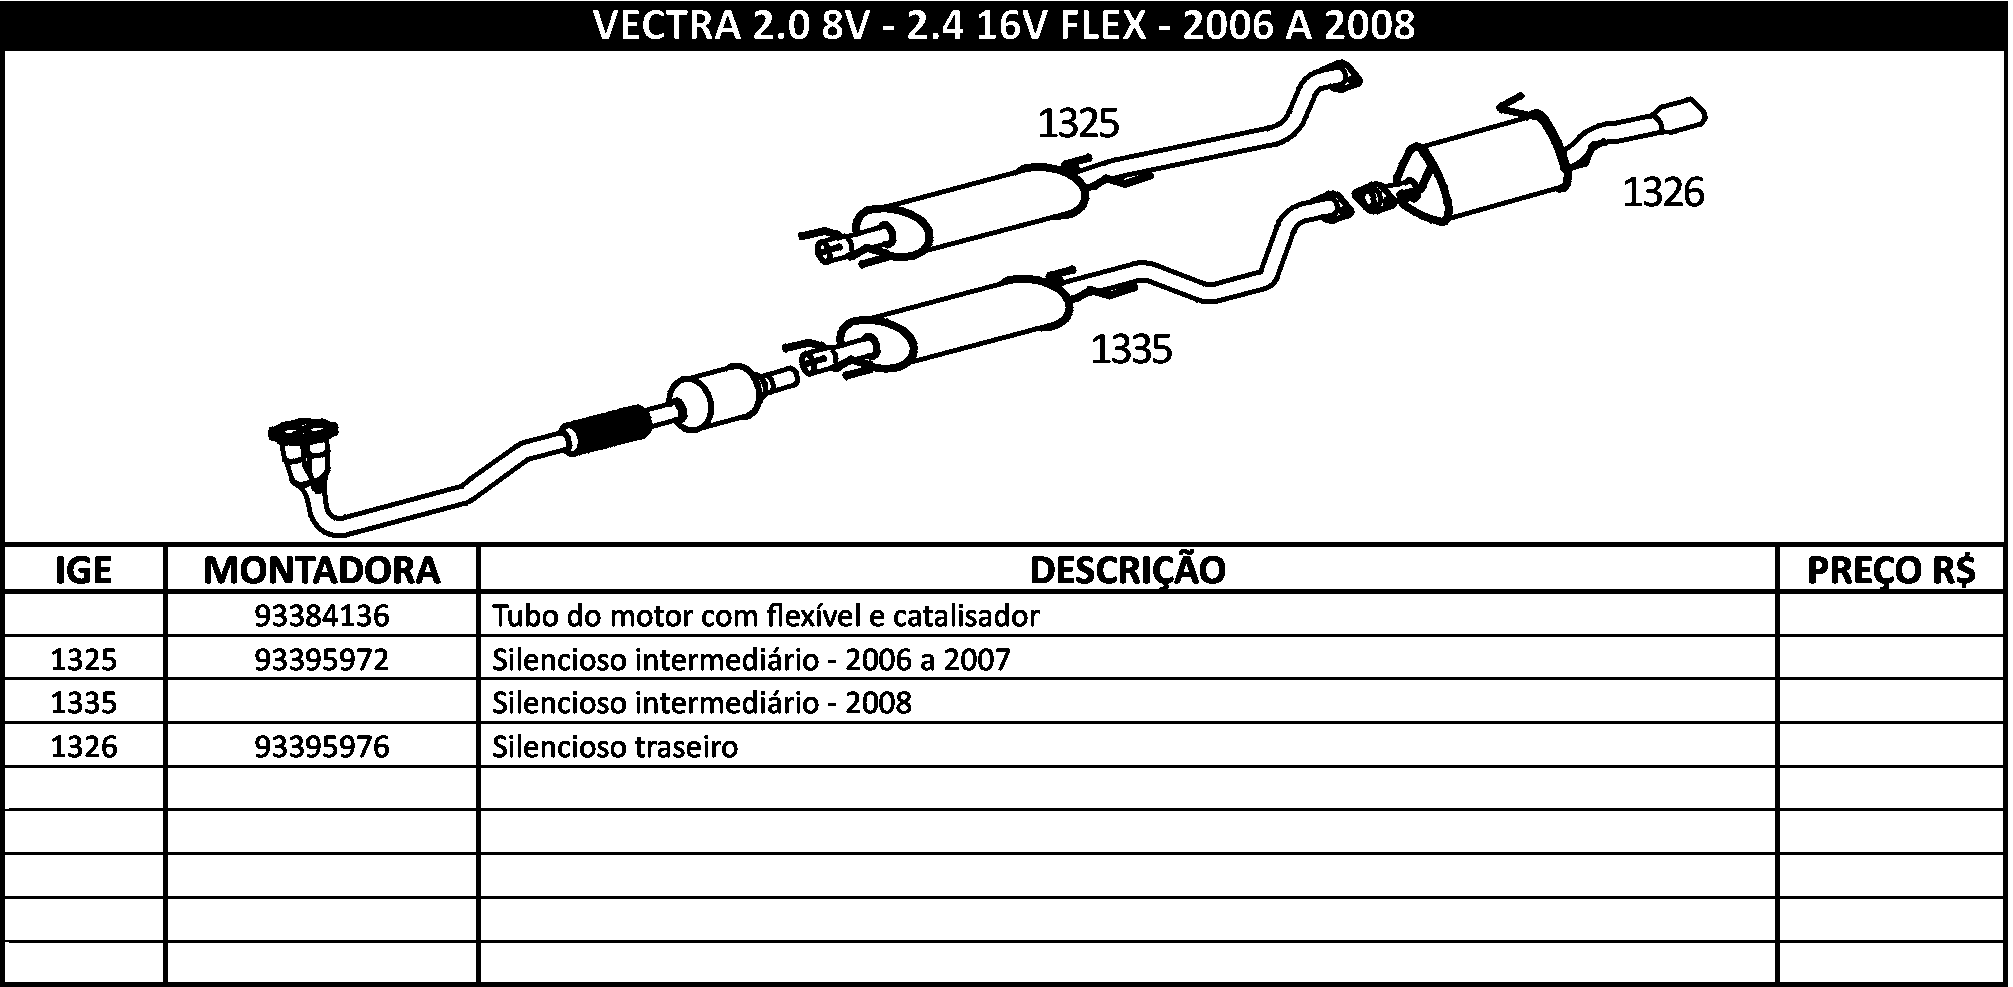 VECTRA 2.0 8V - 2.4 16V FLEX - 2006 A 2008
1325
1326
1335
IGE MONTADORA DESCRIÇÃO PREÇO R$
93384136 Tubo do motor com flexível e catalisador
1325 93395972 Silencioso intermediário - 2006 a 2007
1335 Silencioso intermediário - 2008
1326 93395976 Silencioso traseiro